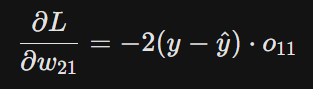 ∂L/∂w₂₁ = −2(y − ŷ) · o₁₁